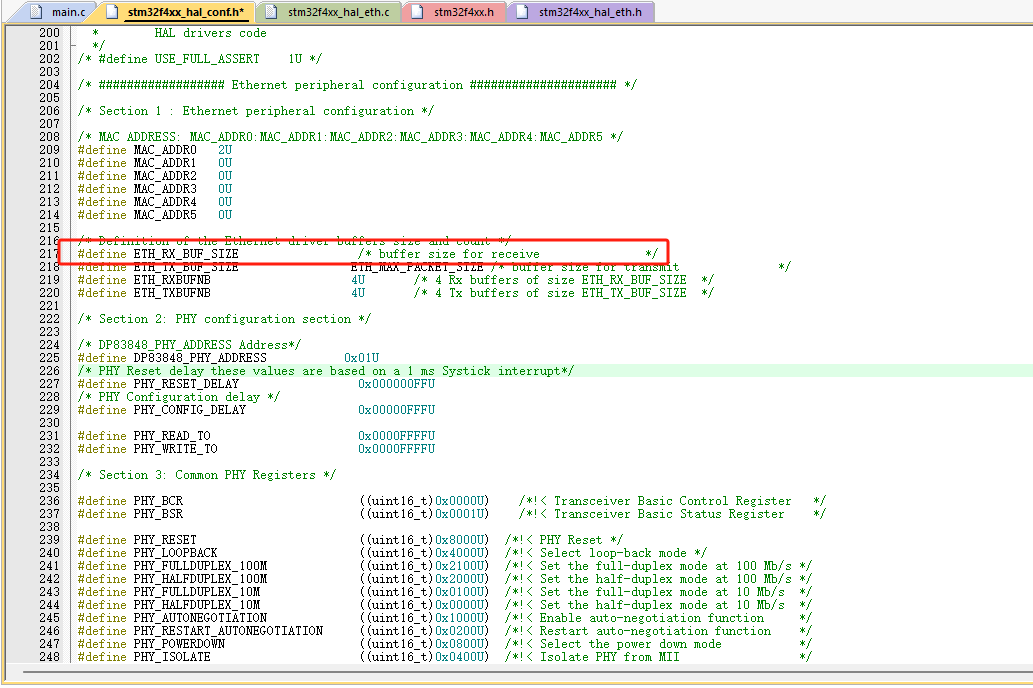 main.c stm32f4xx_hal_conf.h* stm32f4xx_hal_eth.c stm32f4xx.h stm32f4xx_hal_eth.h
200 * HAL drivers code
201 */
202 /* #define USE_FULL_ASSERT 1U */
203
204 /* ################## Ethernet peripheral configuration ##################### */
205
206 /* Section 1 : Ethernet peripheral configuration */
207
208 /* MAC ADDRESS: MAC_ADDR0:MAC_ADDR1:MAC_ADDR2:MAC_ADDR3:MAC_ADDR4:MAC_ADDR5 */
209 #define MAC_ADDR0 2U
210 #define MAC_ADDR1 0U
211 #define MAC_ADDR2 0U
212 #define MAC_ADDR3 0U
213 #define MAC_ADDR4 0U
214 #define MAC_ADDR5 0U
215
216 /* Definition of the Ethernet driver buffers size and count */
217 #define ETH_RX_BUF_SIZE /* buffer size for receive */
218 #define ETH_TX_BUF_SIZE ETH_MAX_PACKET_SIZE /* buffer size for transmit */
219 #define ETH_RXBUFNB 4U /* 4 Rx buffers of size ETH_RX_BUF_SIZE */
220 #define ETH_TXBUFNB 4U /* 4 Tx buffers of size ETH_TX_BUF_SIZE */
221
222 /* Section 2: PHY configuration section */
223
224 /* DP83848_PHY_ADDRESS Address*/
225 #define DP83848_PHY_ADDRESS 0x01U
226 /* PHY Reset delay these values are based on a 1 ms Systick interrupt*/
227 #define PHY_RESET_DELAY 0x000000FFU
228 /* PHY Configuration delay */
229 #define PHY_CONFIG_DELAY 0x00000FFFU
230
231 #define PHY_READ_TO 0x0000FFFFU
232 #define PHY_WRITE_TO 0x0000FFFFU
233
234 /* Section 3: Common PHY Registers */
235
236 #define PHY_BCR ((uint16_t)0x0000U) /*!< Transceiver Basic Control Register */
237 #define PHY_BSR ((uint16_t)0x0001U) /*!< Transceiver Basic Status Register */
238
239 #define PHY_RESET ((uint16_t)0x8000U) /*!< PHY Reset */
240 #define PHY_LOOPBACK ((uint16_t)0x4000U) /*!< Select loop-back mode */
241 #define PHY_FULLDUPLEX_100M ((uint16_t)0x2100U) /*!< Set the full-duplex mode at 100 Mb/s */
242 #define PHY_HALFDUPLEX_100M ((uint16_t)0x2000U) /*!< Set the half-duplex mode at 100 Mb/s */
243 #define PHY_FULLDUPLEX_10M ((uint16_t)0x0100U) /*!< Set the full-duplex mode at 10 Mb/s */
244 #define PHY_HALFDUPLEX_10M ((uint16_t)0x0000U) /*!< Set the half-duplex mode at 10 Mb/s */
245 #define PHY_AUTONEGOTIATION ((uint16_t)0x1000U) /*!< Enable auto-negotiation function */
246 #define PHY_RESTART_AUTONEGOTIATION ((uint16_t)0x0200U) /*!< Restart auto-negotiation function */
247 #define PHY_POWERDOWN ((uint16_t)0x0800U) /*!< Select the power down mode */
248 #define PHY_ISOLATE ((uint16_t)0x0400U) /*!< Isolate PHY from MII */